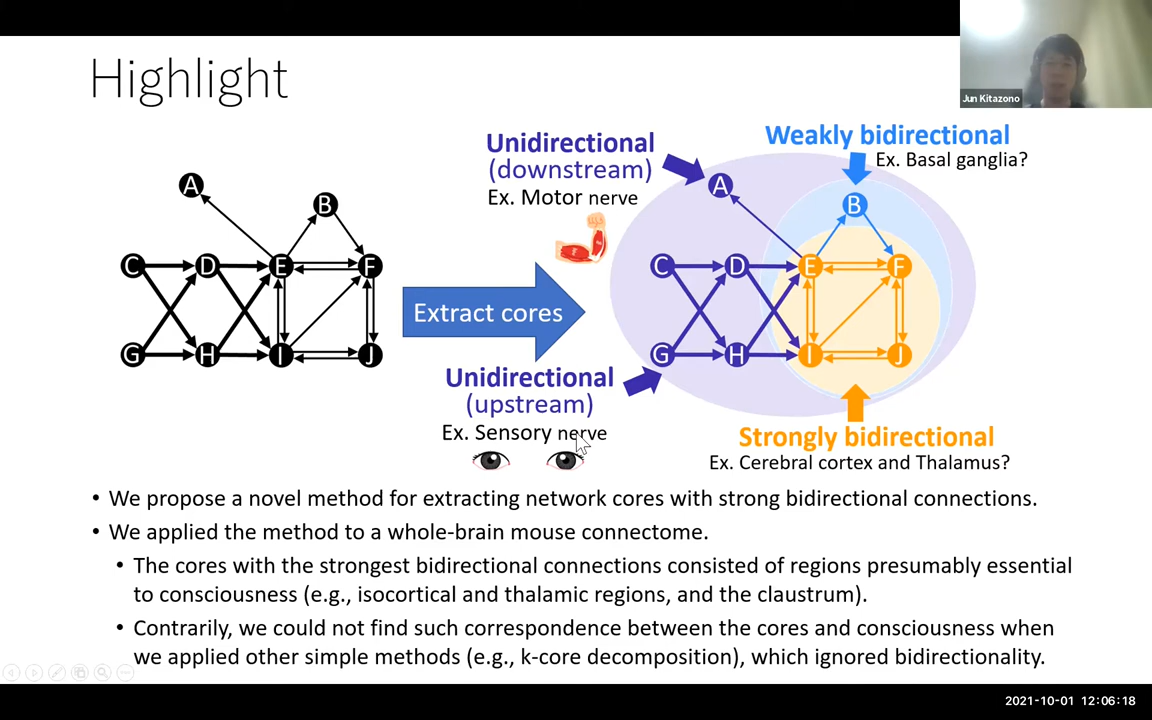 Highlight
Jun Kitazono
Unidirectional
(downstream)
Ex. Motor nerve
Weakly bidirectional
Ex. Basal ganglia?
A
B
C
D
E
F
G
H
I
J
Extract cores
A
B
C
D
E
F
G
H
I
J
Unidirectional
(upstream)
Ex. Sensory nerve
Strongly bidirectional
Ex. Cerebral cortex and Thalamus?
• We propose a novel method for extracting network cores with strong bidirectional connections.
• We applied the method to a whole-brain mouse connectome.
• The cores with the strongest bidirectional connections consisted of regions presumably essential
to consciousness (e.g., isocortical and thalamic regions, and the claustrum).
• Contrarily, we could not find such correspondence between the cores and consciousness when
we applied other simple methods (e.g., k-core decomposition), which ignored bidirectionality.
2021-10-01 12:06:18